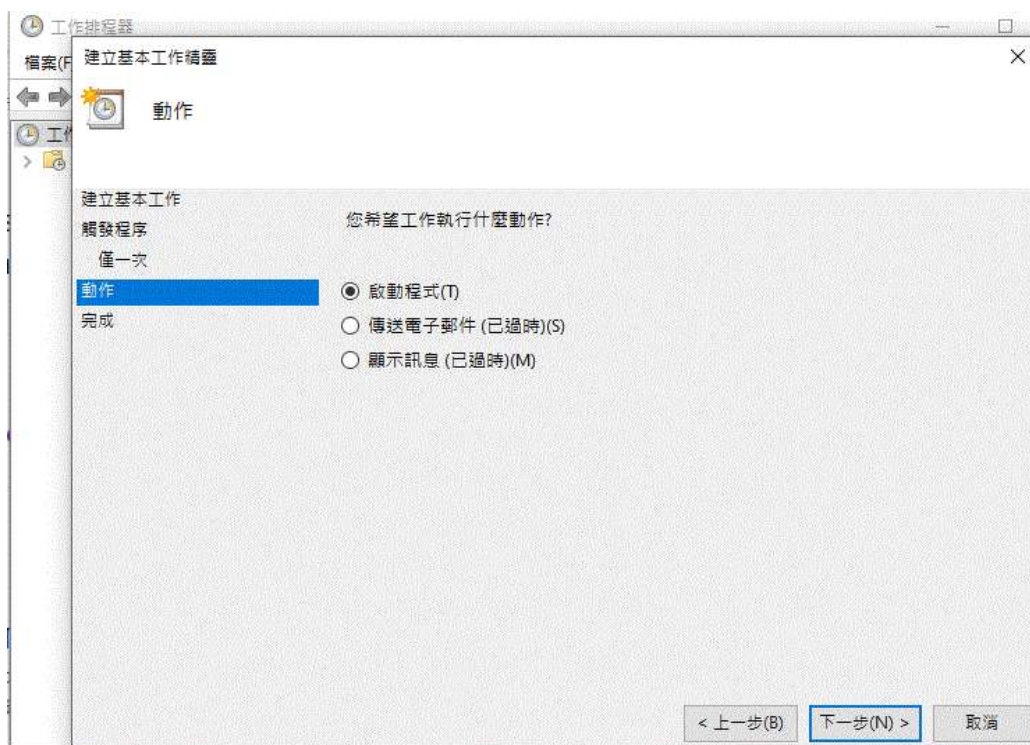 工作排程器
檔案(F
建立基本工作精靈
動作
工作
建立基本工作
觸發程序
僅一次
動作
完成
您希望工作執行什麼動作?
啟動程式(T)
傳送電子郵件 (已過時)(S)
顯示訊息 (已過時)(M)
< 上一步(B)
下一步(N) >
取消